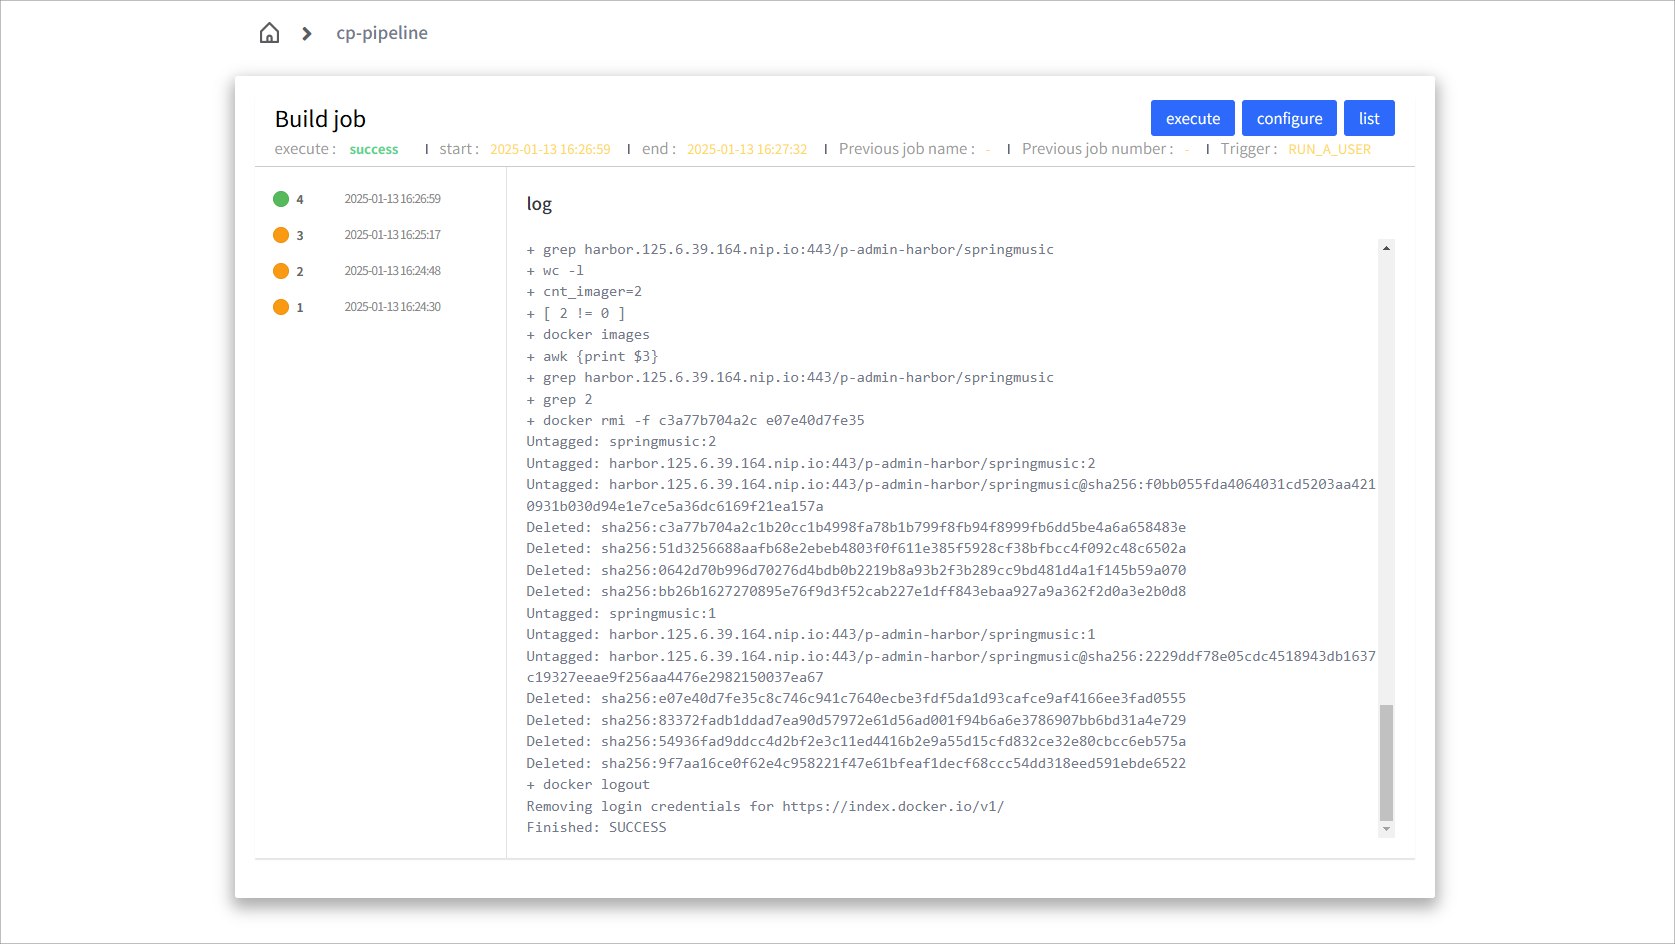 cp-pipeline
Build job
execute configure list
execute : success | start : 2025-01-13 16:26:59 | end : 2025-01-13 16:27:32 | Previous job name : - | Previous job number : - | Trigger : RUN_A_USER
4 2025-01-13 16:26:59
3 2025-01-13 16:25:17
2 2025-01-13 16:24:48
1 2025-01-13 16:24:30
log
+ grep harbor.125.6.39.164.nip.io:443/p-admin-harbor/springmusic
+ wc -l
+ cnt_imager=2
+ [ 2 != 0 ]
+ docker images
+ awk {print $3}
+ grep harbor.125.6.39.164.nip.io:443/p-admin-harbor/springmusic
+ grep 2
+ docker rmi -f c3a77b704a2c e07e40d7fe35
Untagged: springmusic:2
Untagged: harbor.125.6.39.164.nip.io:443/p-admin-harbor/springmusic:2
Untagged: harbor.125.6.39.164.nip.io:443/p-admin-harbor/springmusic@sha256:f0bb055fda4064031cd5203aa421
0931b030d94e1e7ce5a36dc6169f21ea157a
Deleted: sha256:c3a77b704a2c1b20cc1b4998fa78b1b799f8fb94f8999fb6dd5be4a6a658483e
Deleted: sha256:51d3256688aafb68e2ebeb4803f0f611e385f5928cf38bfbcc4f092c48c6502a
Deleted: sha256:0642d70b996d70276d4bdb0b2219b8a93b2f3b289cc9bd481d4a1f145b59a070
Deleted: sha256:bb26b1627270895e76f9d3f52cab227e1dff843ebaa927a9a362f2d0a3e2b0d8
Untagged: springmusic:1
Untagged: harbor.125.6.39.164.nip.io:443/p-admin-harbor/springmusic:1
Untagged: harbor.125.6.39.164.nip.io:443/p-admin-harbor/springmusic@sha256:2229ddf78e05cdc4518943db1637
c19327eeae9f256aa4476e2982150037ea67
Deleted: sha256:e07e40d7fe35c8c746c941c7640ecbe3fdf5da1d93cafce9af4166ee3fad0555
Deleted: sha256:83372fadb1ddad7ea90d57972e61d56ad001f94b6a6e3786907bb6bd31a4e729
Deleted: sha256:54936fad9ddcc4d2bf2e3c11ed4416b2e9a55d15cfd832ce32e80cbcc6eb575a
Deleted: sha256:9f7aa16ce0f62e4c958221f47e61bfeaf1decf68ccc54dd318eed591ebde6522
+ docker logout
Removing login credentials for https://index.docker.io/v1/
Finished: SUCCESS